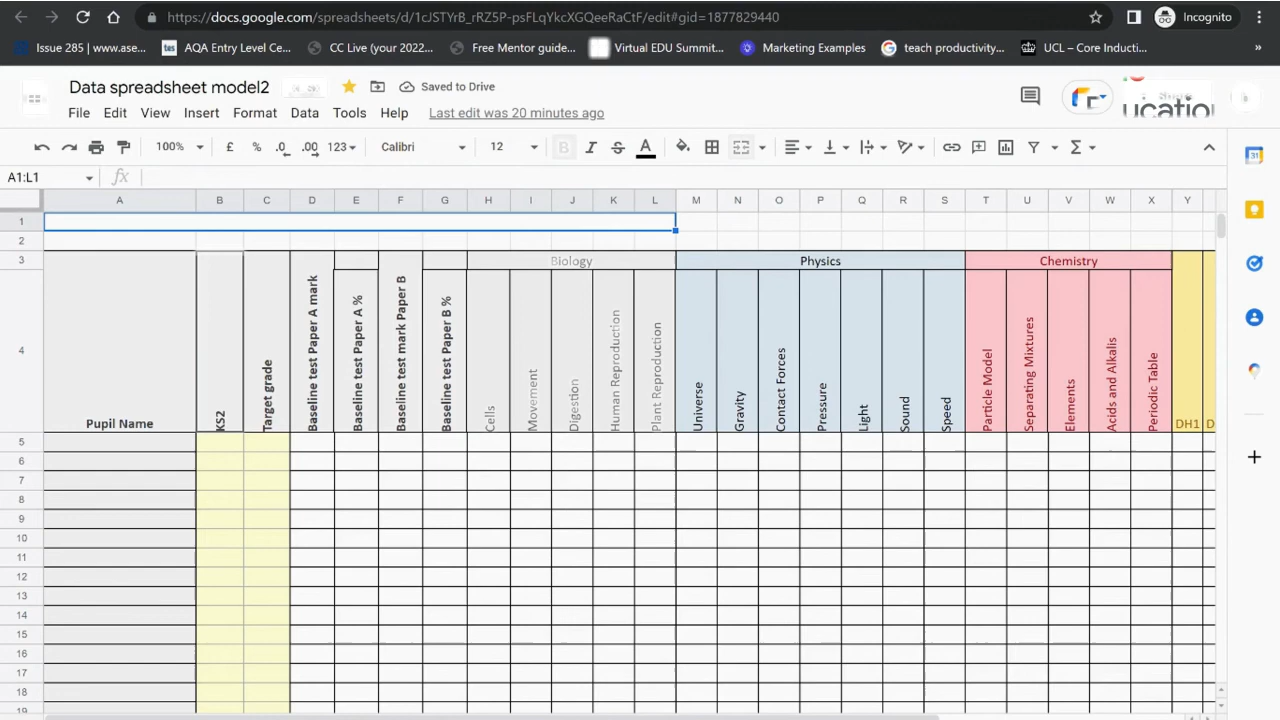 https://docs.google.com/spreadsheets/d/1cJSTYrB_rRZ5P-psFLqYkcXGQeeRaCtF/edit#gid=1877829440
Incognito
Issue 285 | www.ase...
AQA Entry Level Ce...
CC Live (your 2022...
Free Mentor guide...
Virtual EDU Summit...
Marketing Examples
teach productivity...
UCL – Core Inducti...
»
Data spreadsheet model2
Saved to Drive
ucation
File Edit View Insert Format Data Tools Help Last edit was 20 minutes ago
100% £ % .0 .00 123 Calibri 12 B I S A
31
A1:L1 fx
A B C D E F G H I J K L M N O P Q R S T U V W X Y
1
2
3 Biology Physics Chemistry
4
Pupil Name
KS2
Target grade
Baseline test Paper A mark
Baseline test Paper A %
Baseline test mark Paper B
Baseline test Paper B %
Cells
Movement
Digestion
Human Reproduction
Plant Reproduction
Universe
Gravity
Contact Forces
Pressure
Light
Sound
Speed
Particle Model
Separating Mixtures
Elements
Acids and Alkalis
Periodic Table
DH1
D
5
6
7
8
9
10
11
12
13
14
15
16
17
18
19